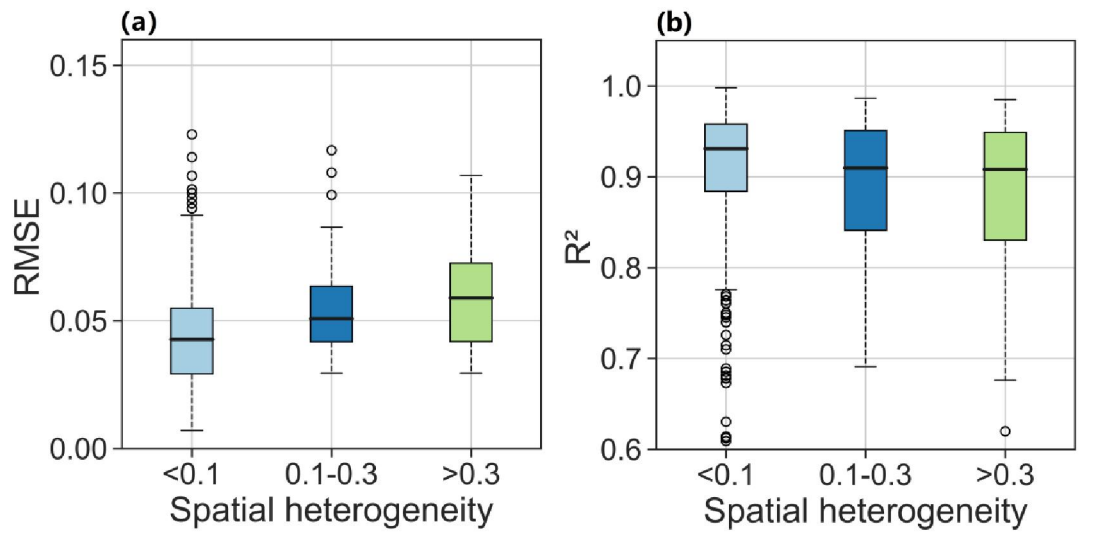 (a)
RMSE
0.15
0.10
0.05
0.00
<0.1
0.1-0.3
>0.3
Spatial heterogeneity
(b)
R²
1.0
0.9
0.8
0.7
0.6
<0.1
0.1-0.3
>0.3
Spatial heterogeneity